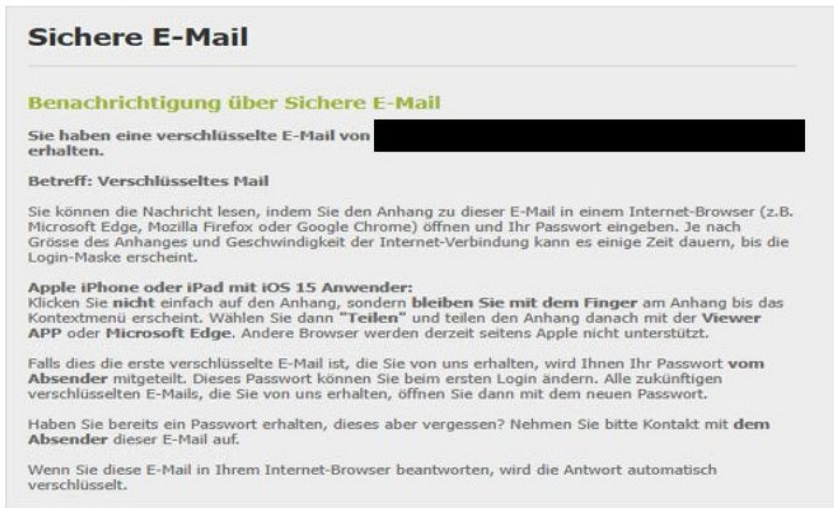 Sichere E-Mail
Benachrichtigung über Sichere E-Mail
Sie haben eine verschlüsselte E-Mail von
erhalten.
Betreff: Verschlüsseltes Mail
Sie können die Nachricht lesen, indem Sie den Anhang zu dieser E-Mail in einem Internet-Browser (z.B.
Microsoft Edge, Mozilla Firefox oder Google Chrome) öffnen und Ihr Passwort eingeben. Je nach
Grösse des Anhanges und Geschwindigkeit der Internet-Verbindung kann es einige Zeit dauern, bis die
Login-Maske erscheint.
Apple iPhone oder iPad mit iOS 15 Anwender:
Klicken Sie nicht einfach auf den Anhang, sondern bleiben Sie mit dem Finger am Anhang bis das
Kontextmenü erscheint. Wählen Sie dann "Teilen" und teilen den Anhang danach mit der Viewer
APP oder Microsoft Edge. Andere Browser werden derzeit seitens Apple nicht unterstützt.
Falls dies die erste verschlüsselte E-Mail ist, die Sie von uns erhalten, wird Ihnen Ihr Passwort vom
Absender mitgeteilt. Dieses Passwort können Sie beim ersten Login ändern. Alle zukünftigen
verschlüsselten E-Mails, die Sie von uns erhalten, öffnen Sie dann mit dem neuen Passwort.
Haben Sie bereits ein Passwort erhalten, dieses aber vergessen? Nehmen Sie bitte Kontakt mit dem
Absender dieser E-Mail auf.
Wenn Sie diese E-Mail in Ihrem Internet-Browser beantworten, wird die Antwort automatisch
verschlüsselt.